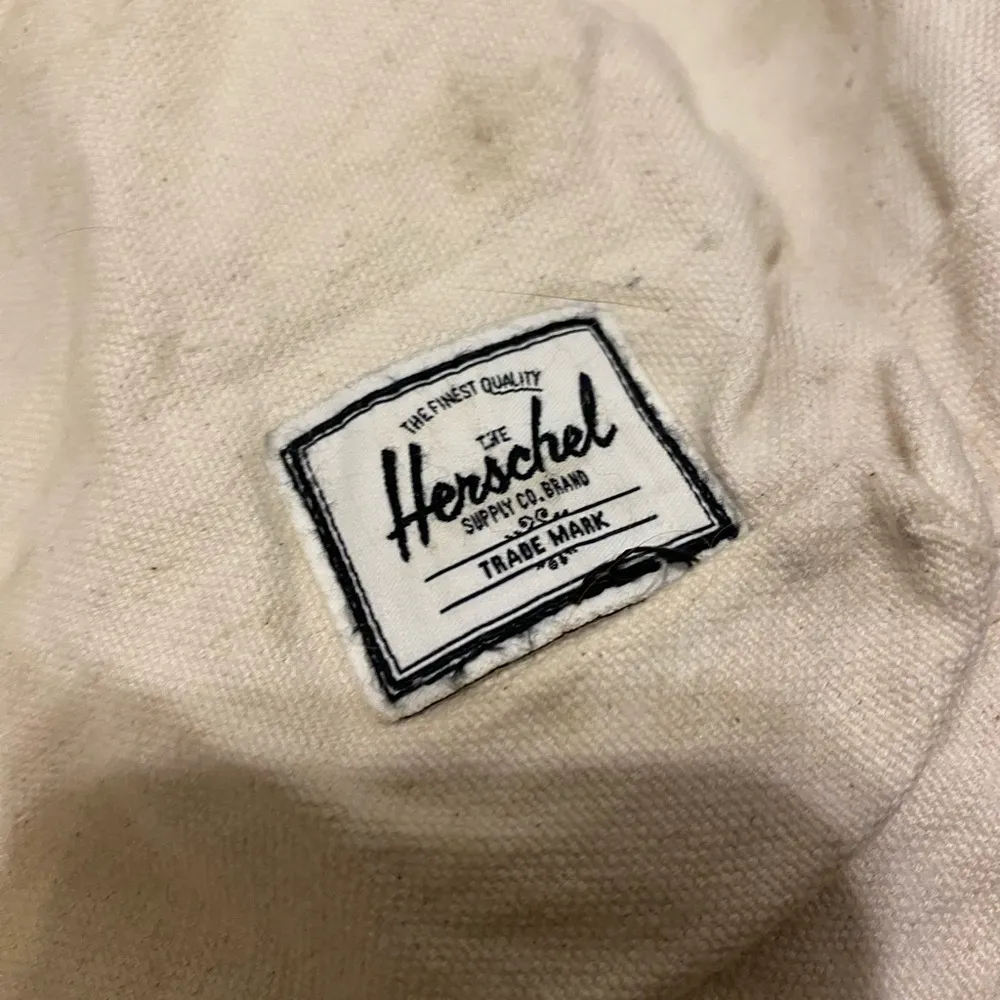 THE FINEST QUALITY
THE
Herschel
SUPPLY CO. BRAND
TRADE MARK